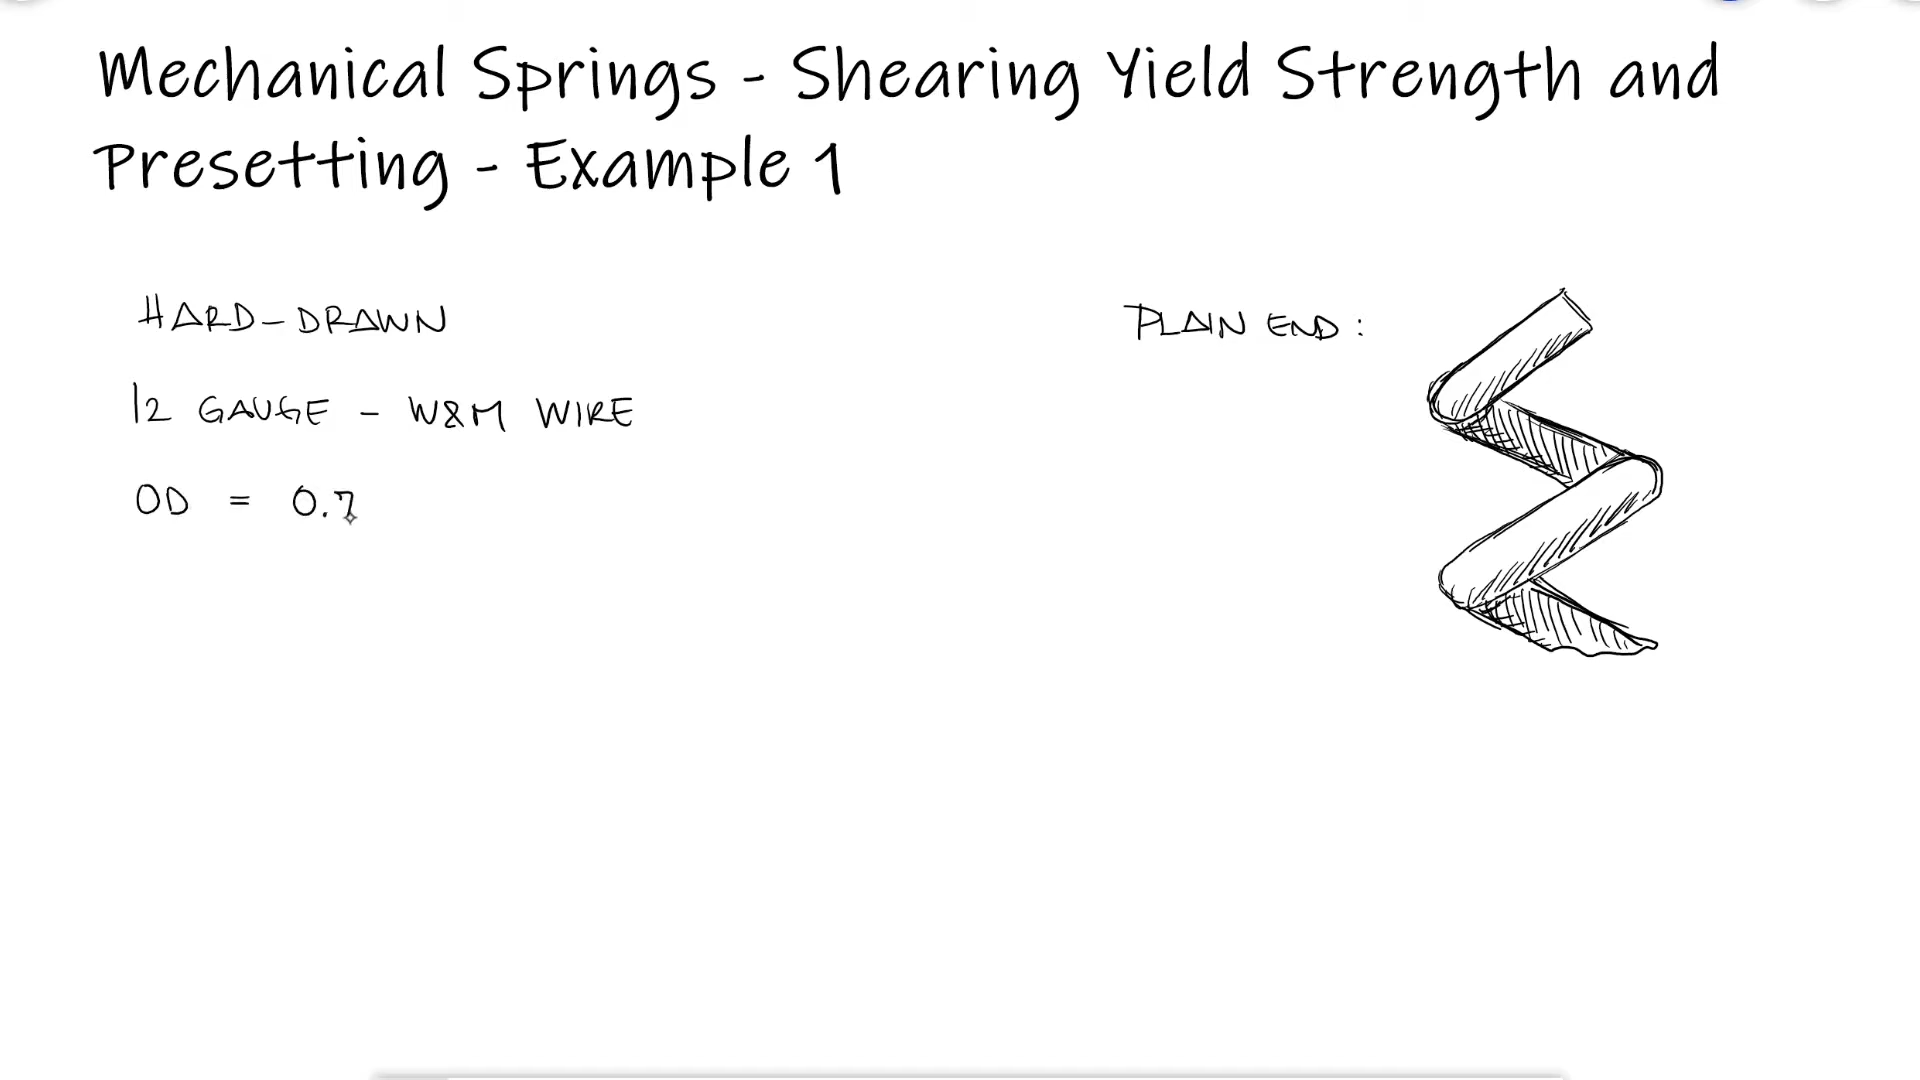 Mechanical Springs - Shearing Yield Strength and
Presetting - Example 1
HARD-DRAWN
PLAIN END:
12 GAUGE - W&M WIRE
OD = 0.7